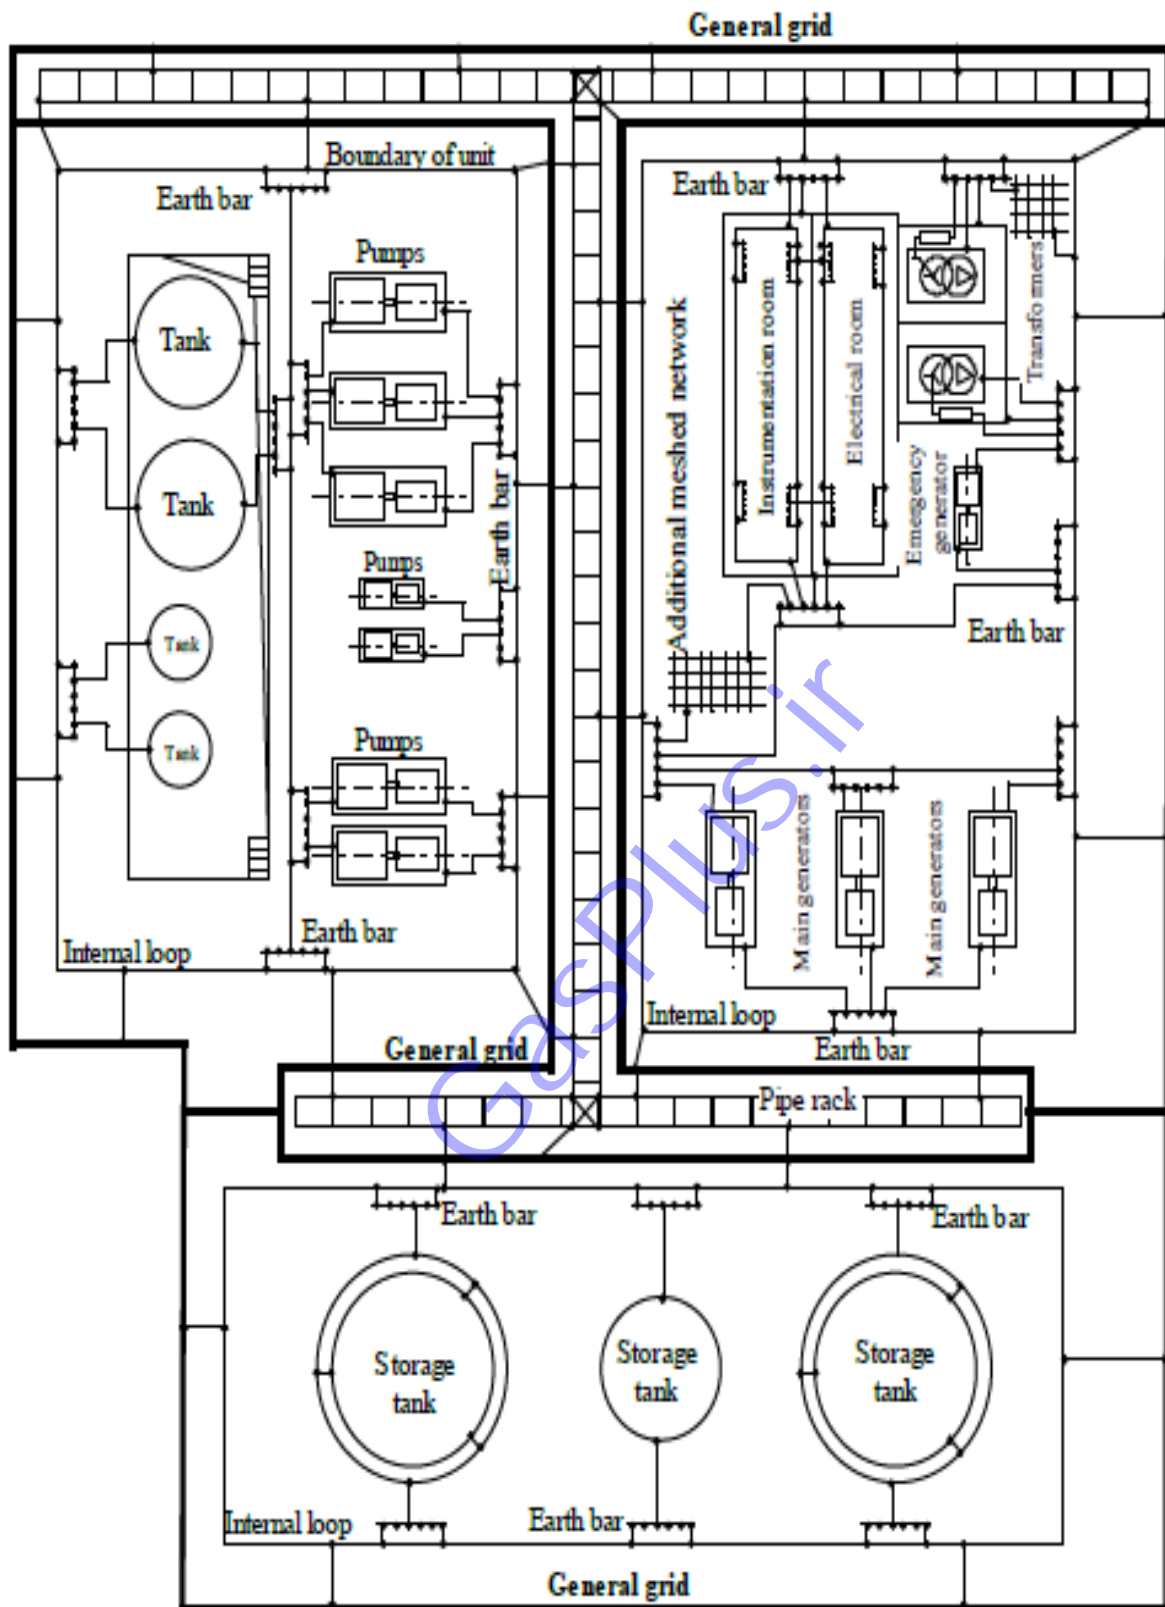 General grid
Boundary of unit
Earth bar
Earth bar
Pumps
Tank
Tank
Pumps
Earth bar
Tank
Tank
Pumps
Earth bar
Internal loop
General grid
Additional meshed network
Instrumentation room
Electrical room
Transfo mers
Emergency
generator
Earth bar
Main generators
Main generators
Internal loop
Earth bar
Pipe rack
Earth bar
Earth bar
Storage
tank
Storage
tank
Storage
tank
Internal loop
Earth bar
General grid
GasPlus.ir